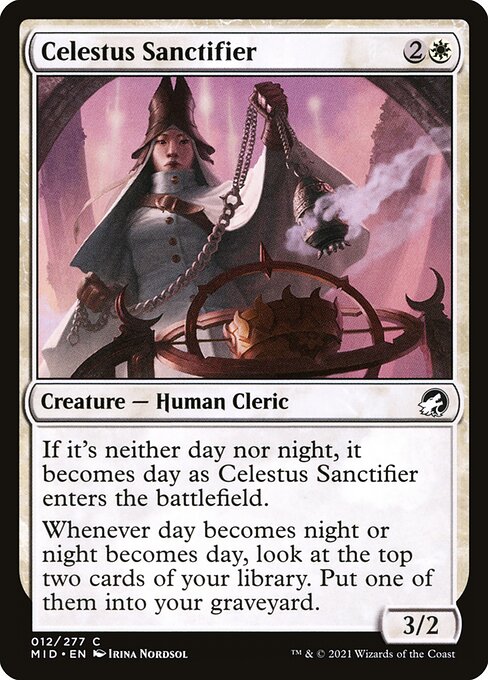 Celestus Sanctifier 2
Creature — Human Cleric
If it's neither day nor night, it
becomes day as Celestus Sanctifier
enters the battlefield.
Whenever day becomes night or
night becomes day, look at the top
two cards of your library. Put one of
them into your graveyard.
3/2
012/277 C
MID • EN Irina Nordsol
™ & © 2021 Wizards of the Coast